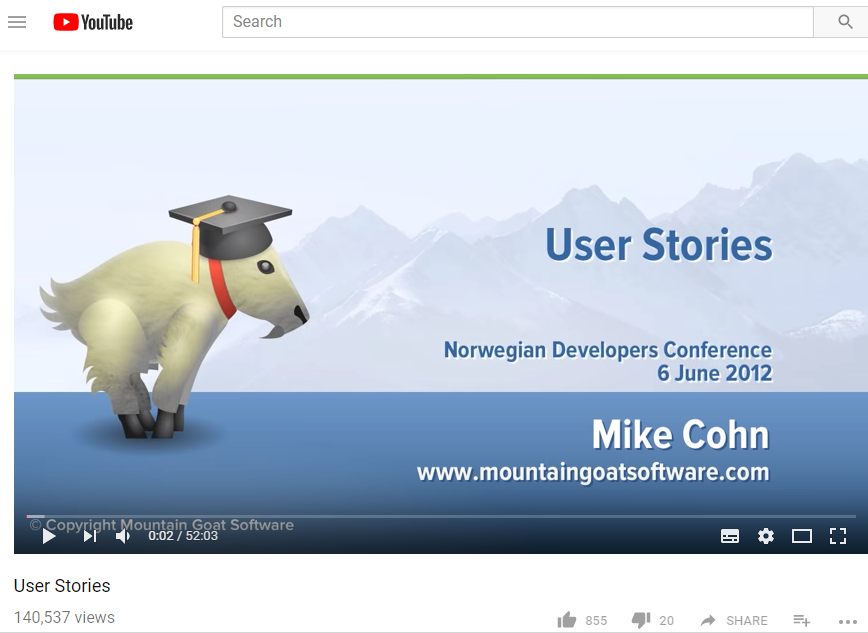 YouTube
Search
User Stories
Norwegian Developers Conference
6 June 2012
Mike Cohn
www.mountaingoatsoftware.com
© Copyright Mountain Goat Software
0:02 / 52:03
User Stories
140,537 views
855
20
SHARE